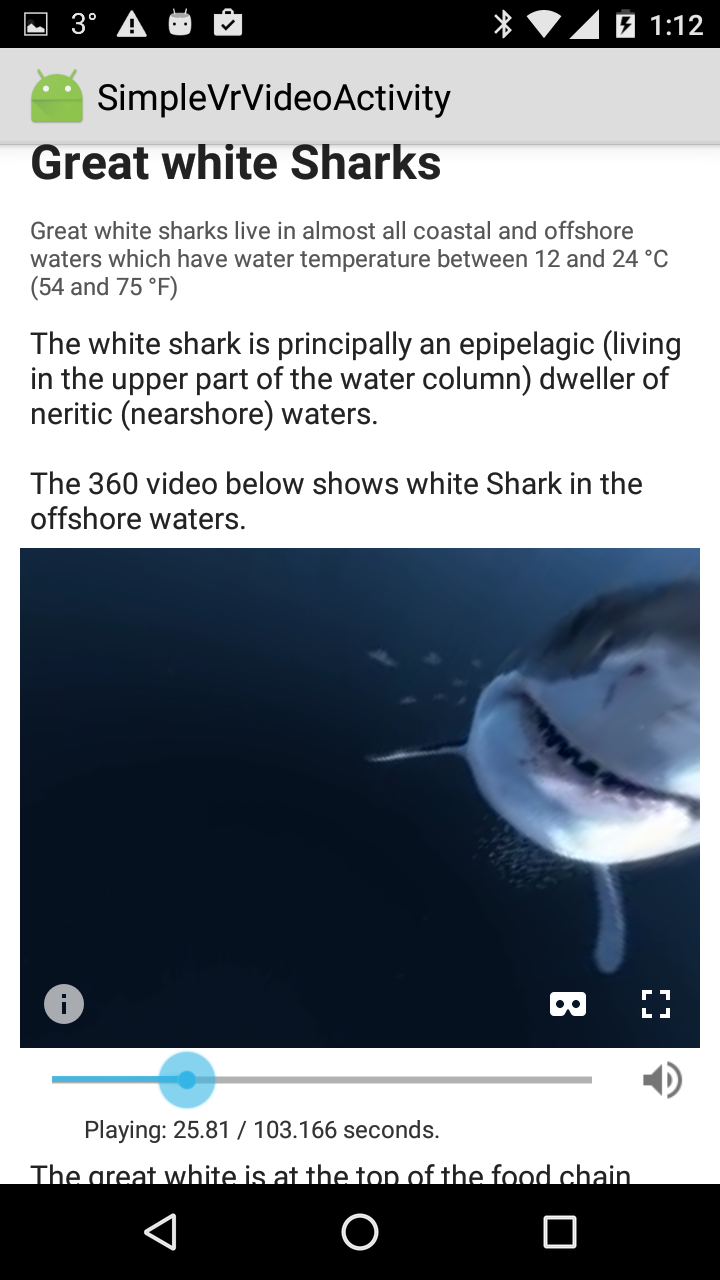 3°
1:12
SimpleVrVideoActivity
Great white Sharks
Great white sharks live in almost all coastal and offshore
waters which have water temperature between 12 and 24 °C
(54 and 75 °F)
The white shark is principally an epipelagic (living
in the upper part of the water column) dweller of
neritic (nearshore) waters.
The 360 video below shows white Shark in the
offshore waters.
i
Playing: 25.81 / 103.166 seconds.
The great white is at the top of the food chain